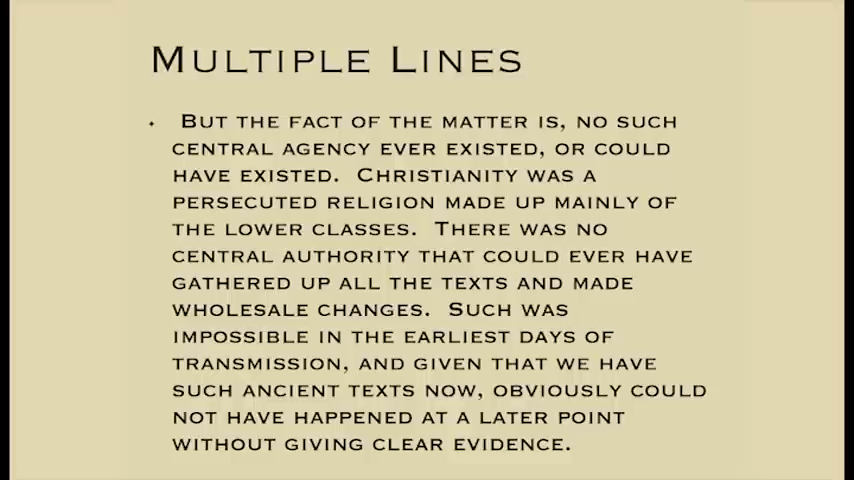 Multiple Lines
But the fact of the matter is, no such
central agency ever existed, or could
have existed. Christianity was a
persecuted religion made up mainly of
the lower classes. There was no
central authority that could ever have
gathered up all the texts and made
wholesale changes. Such was
impossible in the earliest days of
transmission, and given that we have
such ancient texts now, obviously could
not have happened at a later point
without giving clear evidence.